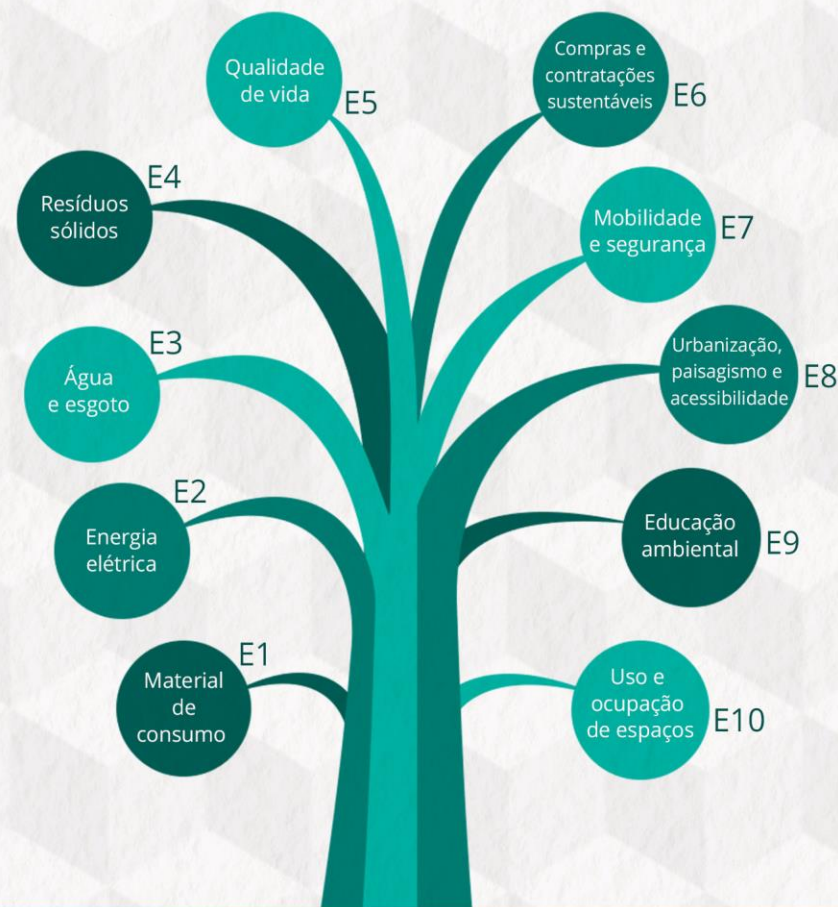 Qualidade
de vida
E5
Compras e
contratações
sustentáveis
E6
Resíduos
sólidos
E4
Mobilidade
e segurança
E7
Água
e esgoto
E3
Urbanização,
paisagismo e
acessibilidade
E8
Energia
elétrica
E2
Educação
ambiental
E9
Material
de
consumo
E1
Uso e
ocupação
de espaços
E10